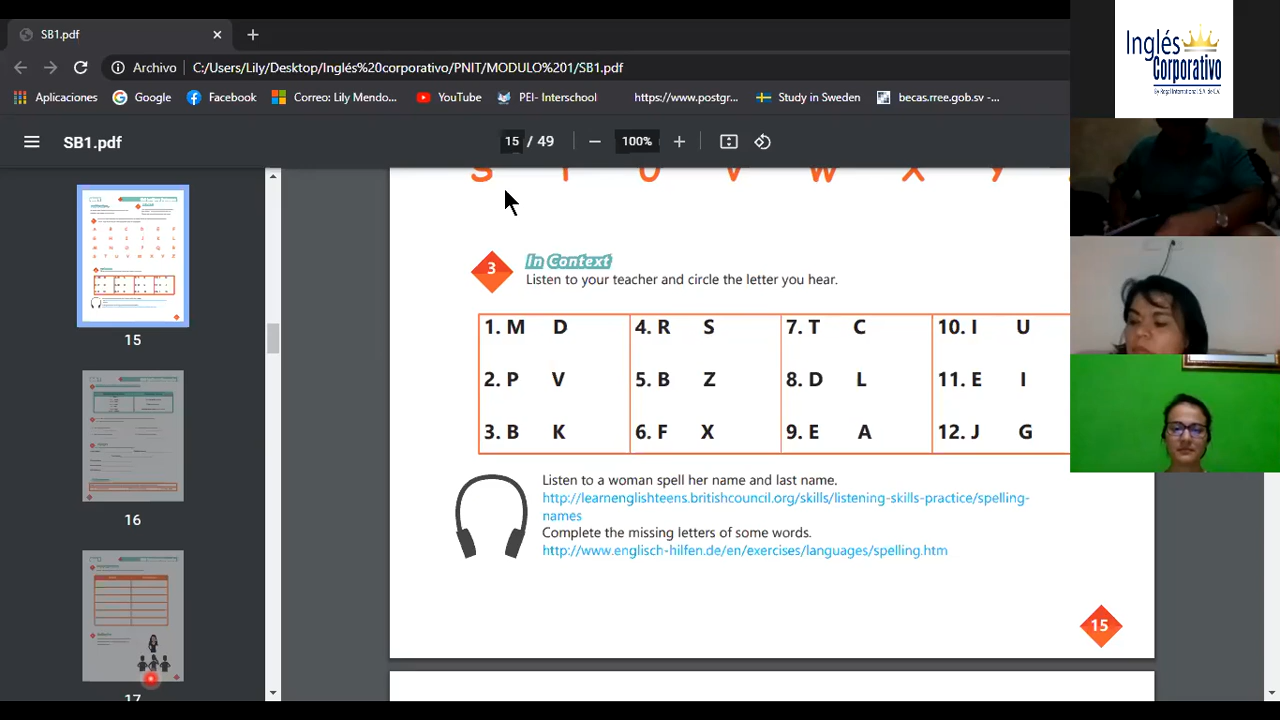 SB1.pdf
Archivo C:/Users/Lily/Desktop/Inglés%20corporativo/PNIT/MODULO%201/SB1.pdf
Aplicaciones Google Facebook Correo: Lily Mendo... PEI- Interschool https://www.postgr... Study in Sweden becas.rree.gob.sv -...
SB1.pdf 15 / 49 100%
S T U V W X Y
3 In Context
Listen to your teacher and circle the letter you hear.
1. M D 4. R S 7. T C 10. I U
2. P V 5. B Z 8. D L 11. E I
3. B K 6. F X 9. E A 12. J G
Listen to a woman spell her name and last name.
http://learnenglishteens.britishcouncil.org/skills/listening-skills-practice/spelling-
names
Complete the missing letters of some words.
http://www.englisch-hilfen.de/en/exercises/languages/spelling.htm
15
15
16
17
Inglés
Corporativo